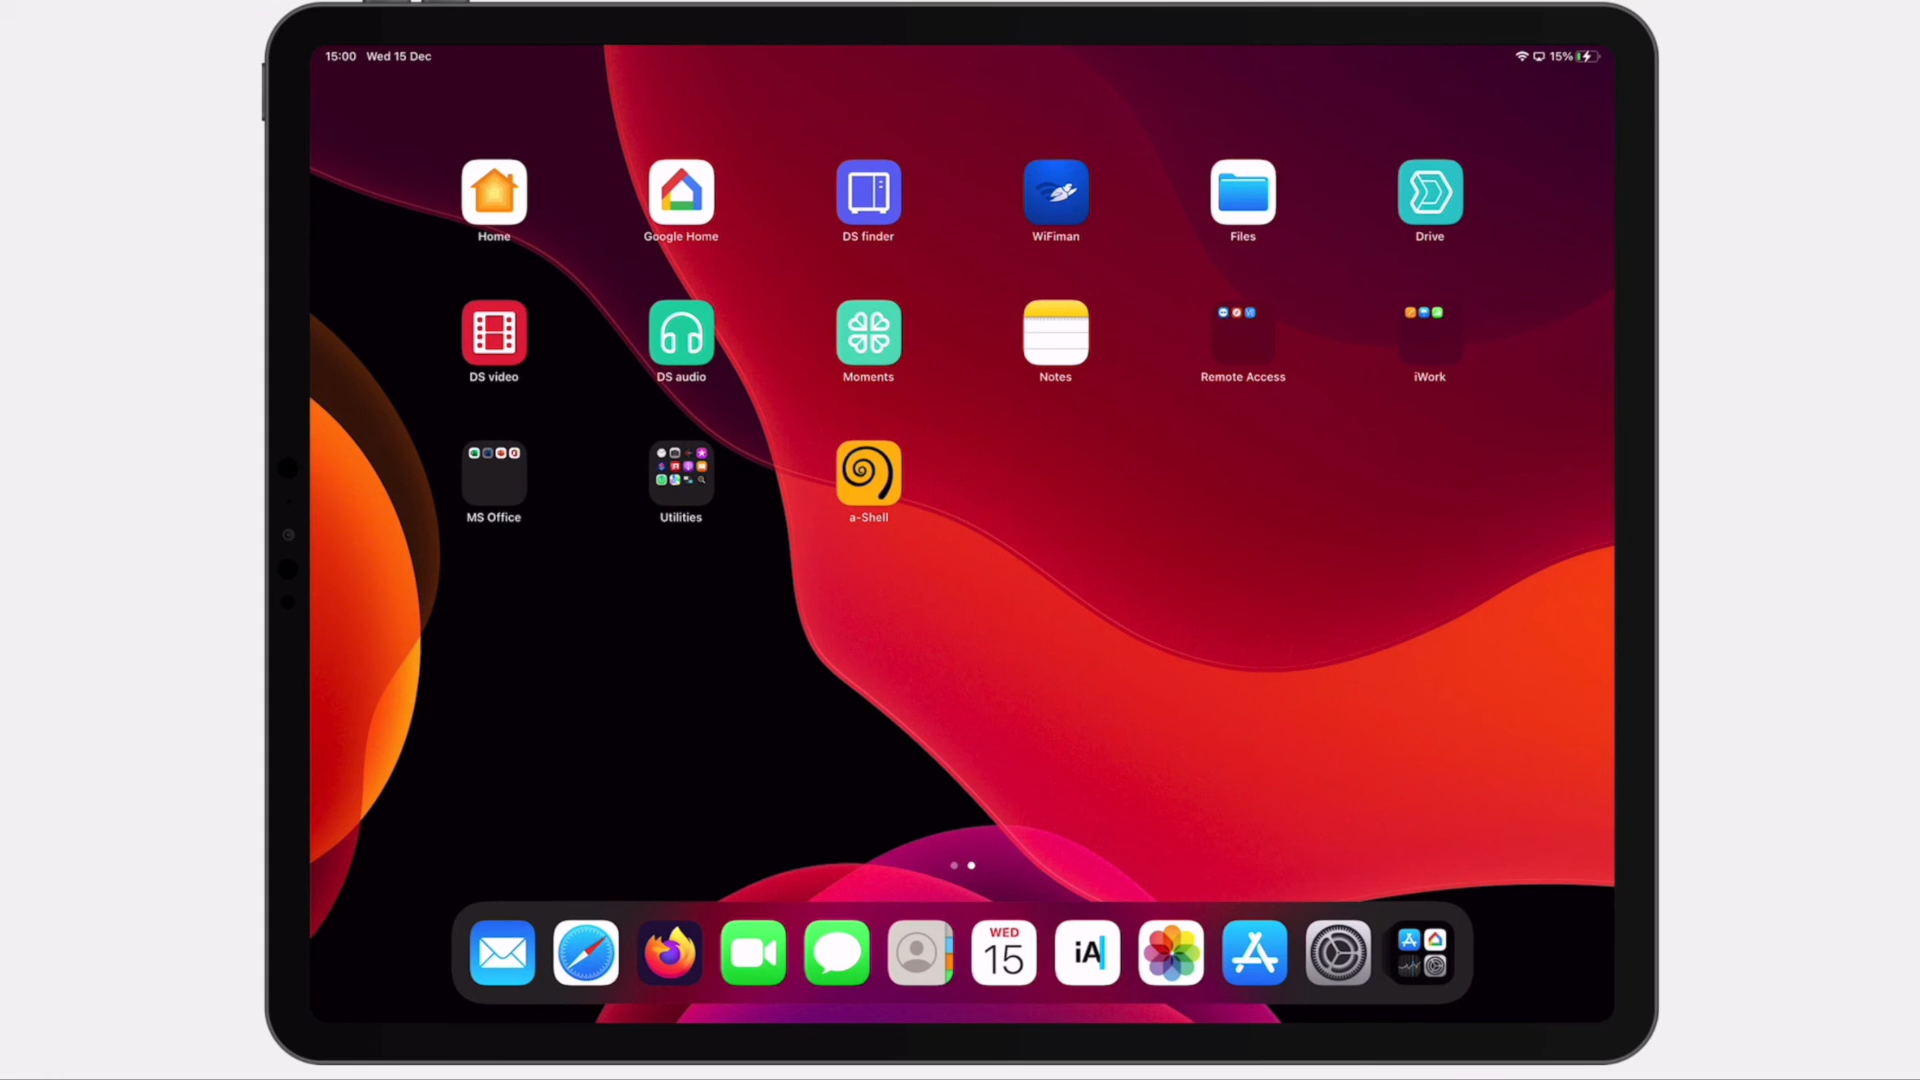 15:00 Wed 15 Dec 15%
Home Google Home DS finder WiFiman Files Drive
DS video DS audio Moments Notes Remote Access iWork
MS Office Utilities a-Shell
WED
15
iA